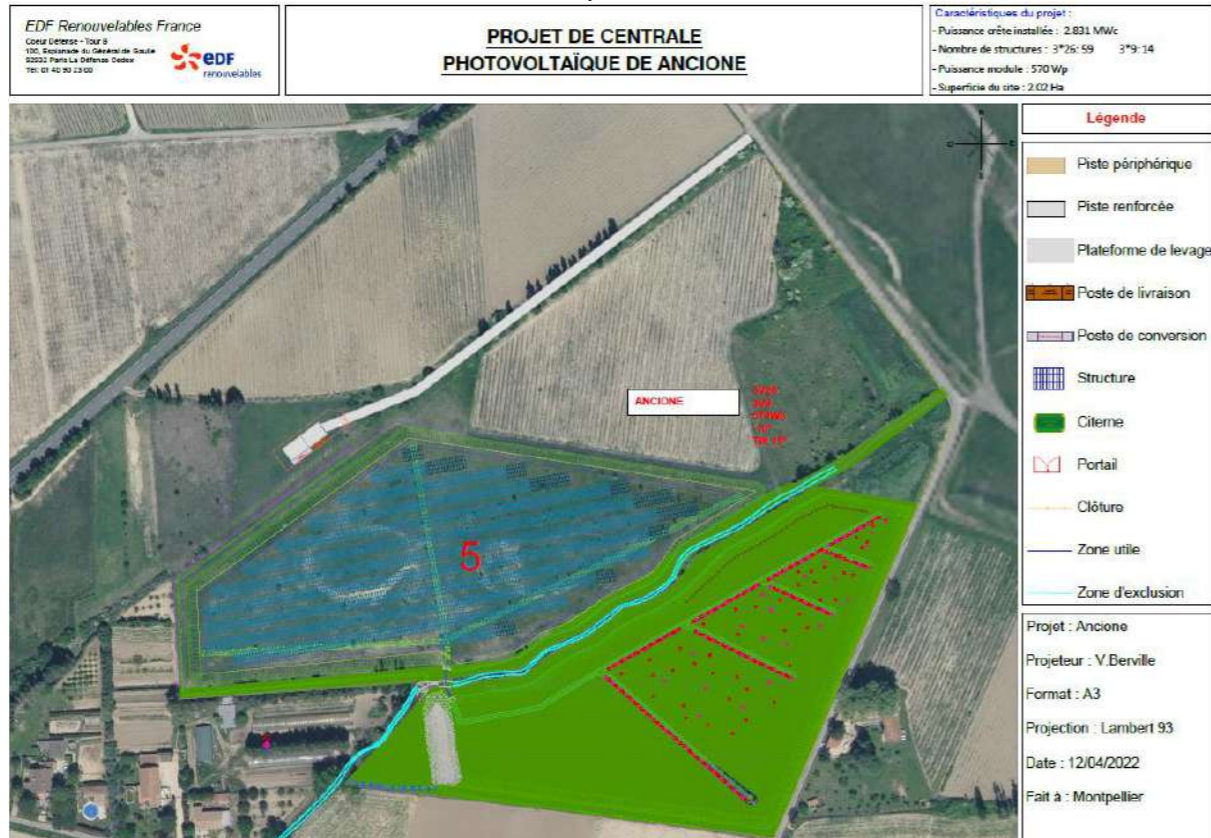 EDF Renouvelables France
Coeur Défense - Tour B
100, Esplanade du Général de Gaulle
92932 Paris La Défense Cedex
Tél: 01 40 90 23 00
edf
renouvelables
PROJET DE CENTRALE
PHOTOVOLTAÏQUE DE ANCIONE
Caractéristiques du projet :
- Puissance crête installée : 2.831 MWc
- Nombre de structures : 3*26: 59 3*9: 14
- Puissance module : 570 Wp
- Superficie du site : 2.02 Ha
Légende
Piste périphérique
Piste renforcée
Plateforme de levage
Poste de livraison
Poste de conversion
Structure
Citerne
Portail
Clôture
Zone utile
Zone d'exclusion
ANCIONE
5
Projet : Ancione
Projeteur : V.Berville
Format : A3
Projection : Lambert 93
Date : 12/04/2022
Fait à : Montpellier